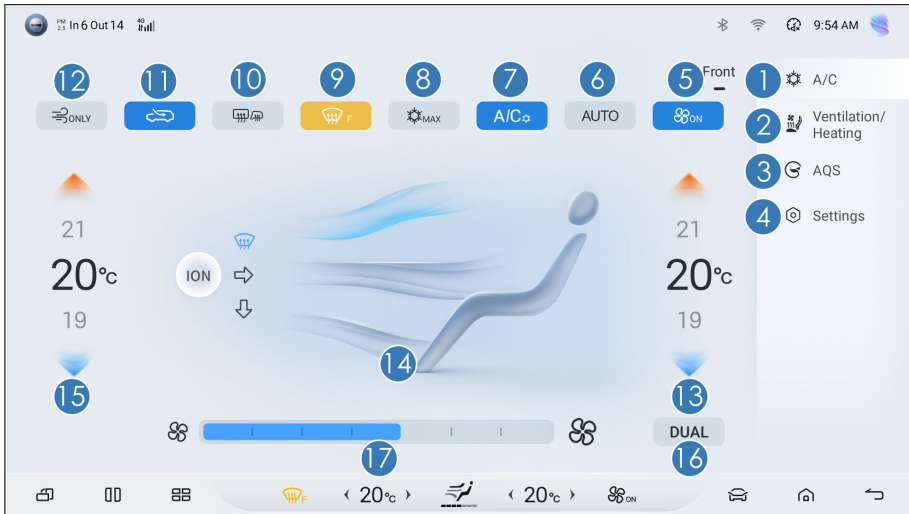 PM 2.5 In 6 Out 14 4G
9:54 AM
12 11 10 9 8 7 6 5 Front
ONLY F MAX A/C AUTO ON
1 A/C
2 Ventilation/
Heating
3 AQS
4 Settings
21 21
20°C ION 20°C
19 19
14
15 13
DUAL
17 16
F 20°C 20°C ON